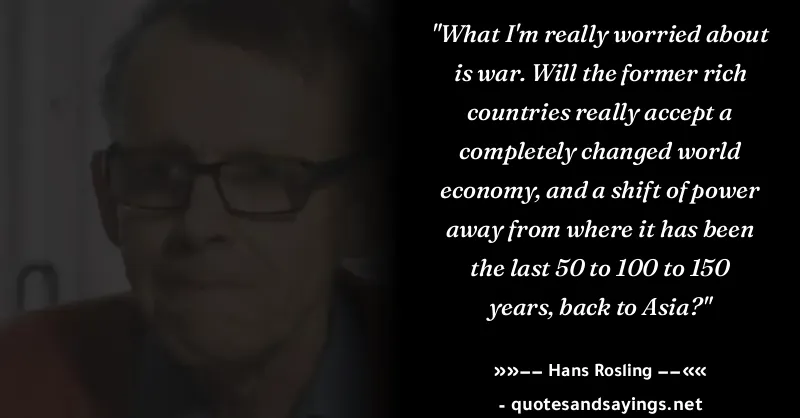 "What I'm really worried about
is war. Will the former rich
countries really accept a
completely changed world
economy, and a shift of power
away from where it has been
the last 50 to 100 to 150
years, back to Asia?"
»»–– Hans Rosling ––««
- quotesandsayings.net